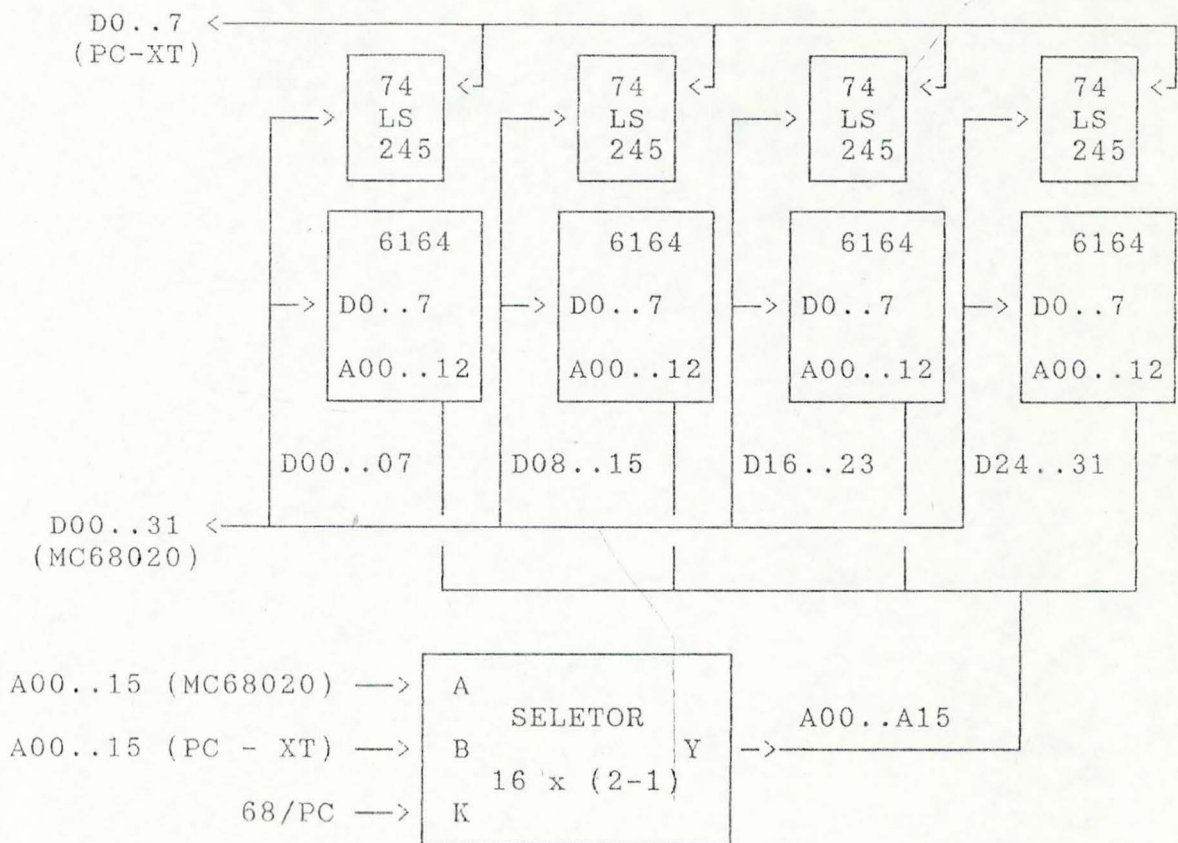 D0..7
(PC-XT)
74 74 74 74
LS LS LS LS
245 245 245 245
6164 6164 6164 6164
D0..7 D0..7 D0..7 D0..7
A00..12 A00..12 A00..12 A00..12
D00..07 D08..15 D16..23 D24..31
D00..31
(MC68020)
A00..15 (MC68020) A
SELETOR A00..A15
A00..15 (PC - XT) B Y
16 x (2-1)
68/PC K